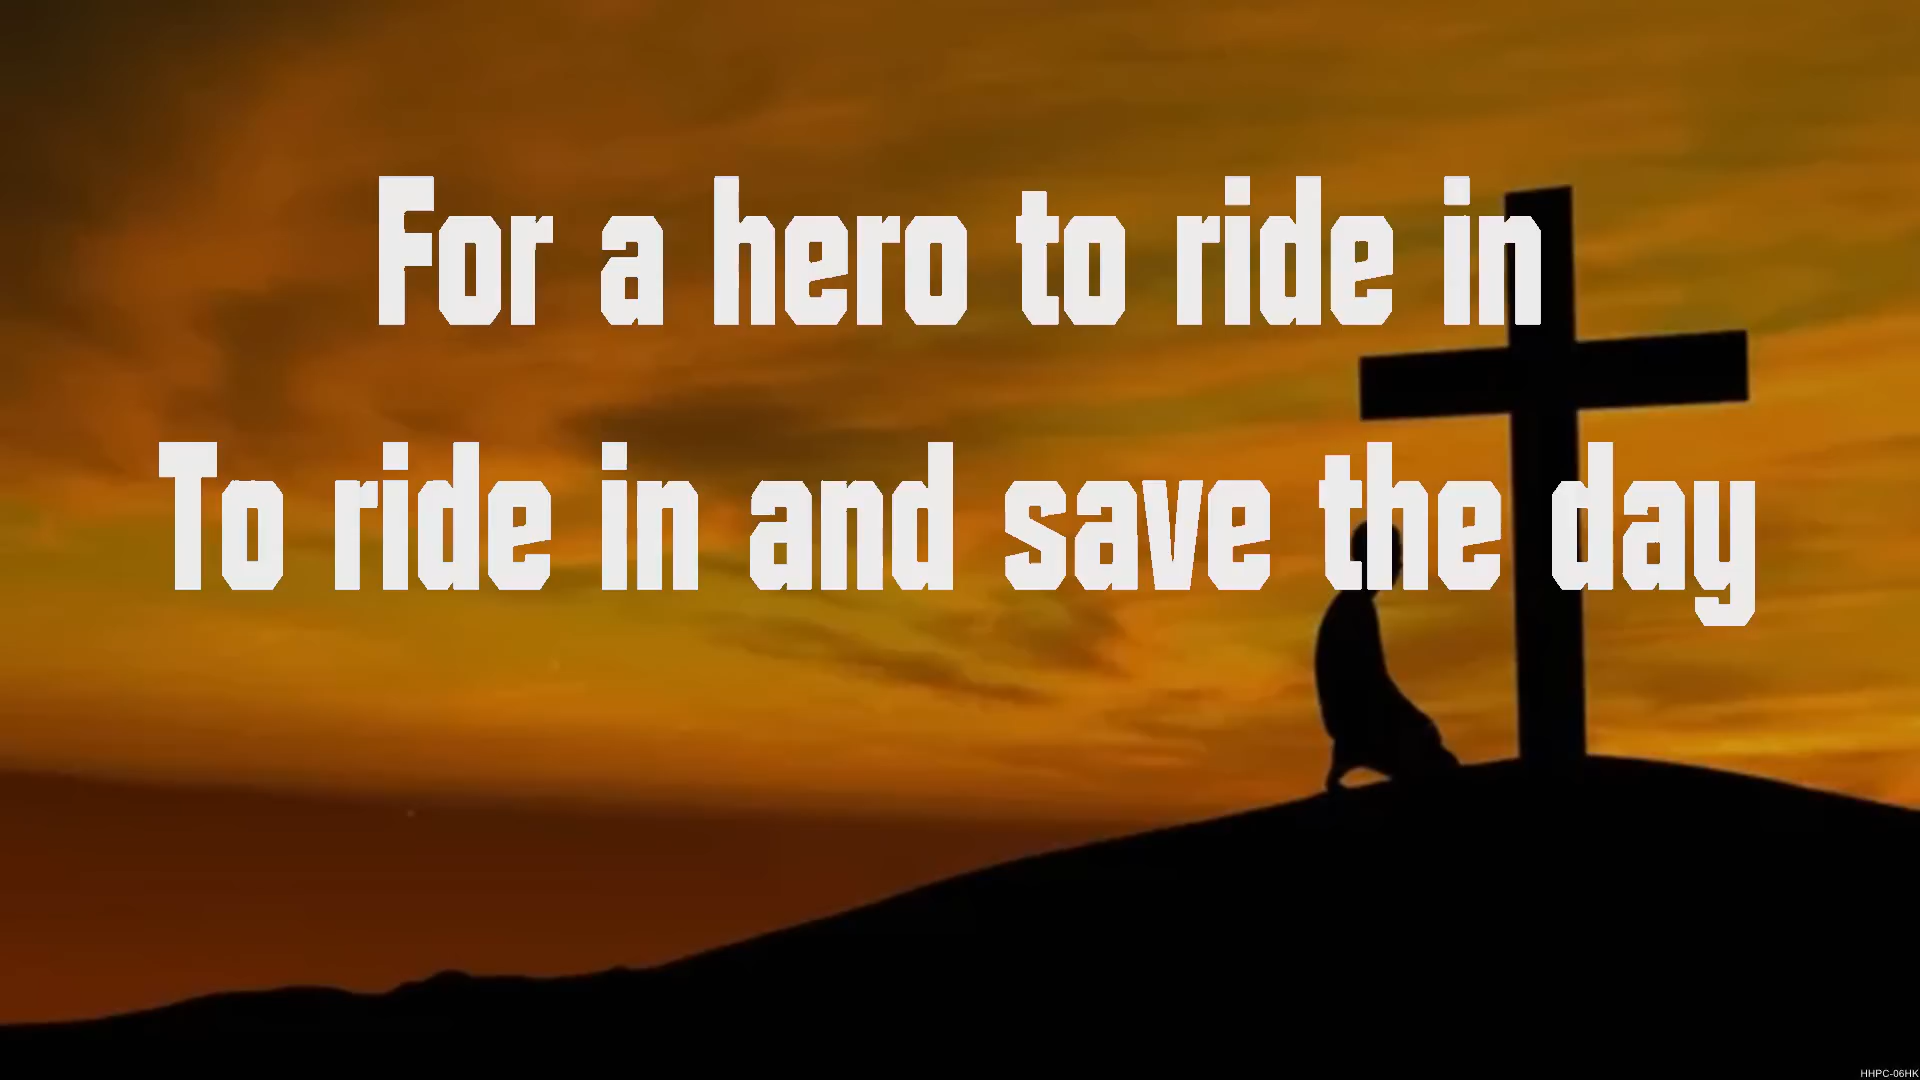 For a hero to ride in
To ride in and save the day
HHPC-06HK